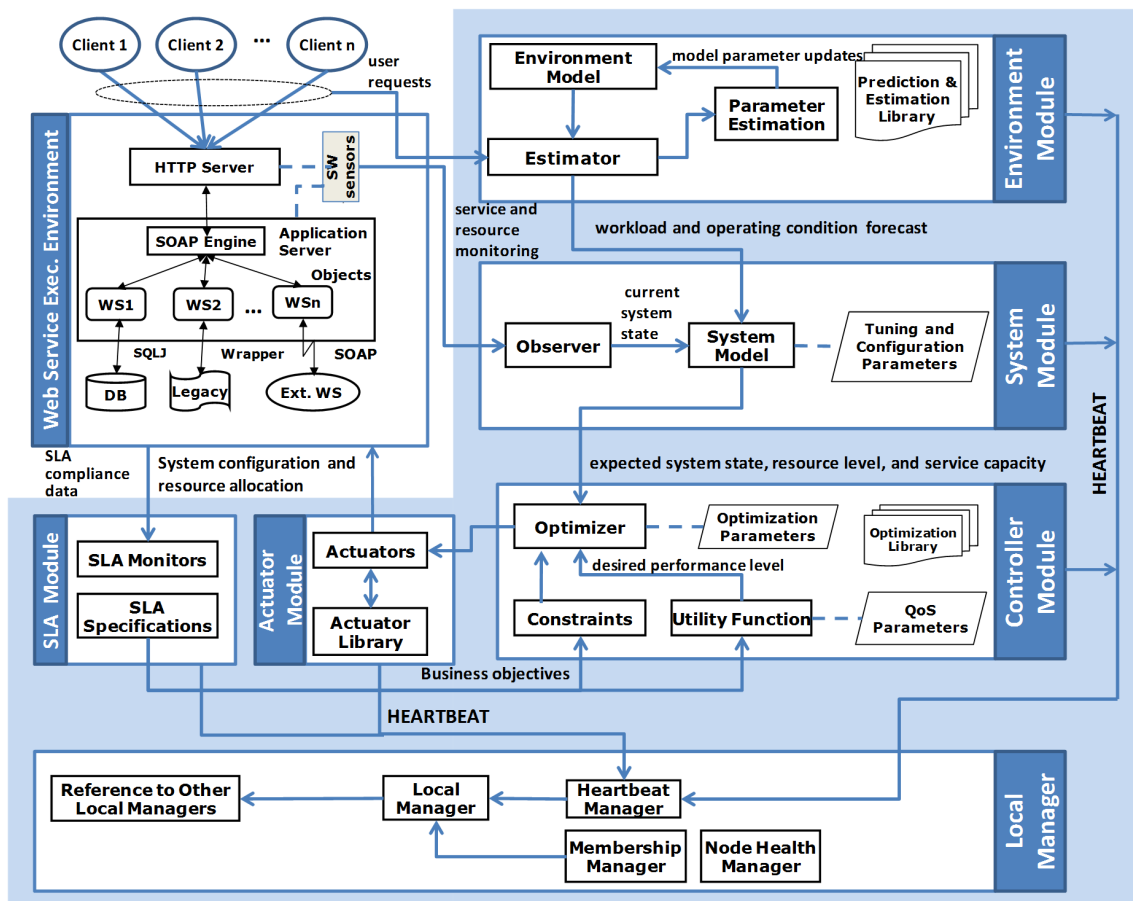 Client 1
Client 2
...
Client n
user
requests
Web Service Exec. Environment
HTTP Server
SW
sensors
SOAP Engine
Application
Server
Objects
WS1
WS2
...
WSn
SQLJ
Wrapper
SOAP
DB
Legacy
Ext. WS
Environment
Model
model parameter updates
Parameter
Estimation
Prediction &
Estimation
Library
Estimator
Environment
Module
service and
resource
monitoring
workload and operating condition forecast
current
system
state
Observer
System
Model
Tuning and
Configuration
Parameters
System
Module
HEARTBEAT
SLA
compliance
data
System configuration and
resource allocation
expected system state, resource level, and service capacity
SLA Module
SLA Monitors
SLA
Specifications
Actuator
Module
Actuators
Actuator
Library
Optimizer
Optimization
Parameters
Optimization
Library
desired performance level
Constraints
Utility Function
QoS
Parameters
Controller
Module
Business objectives
HEARTBEAT
Reference to Other
Local Managers
Local
Manager
Heartbeat
Manager
Membership
Manager
Node Health
Manager
Local
Manager